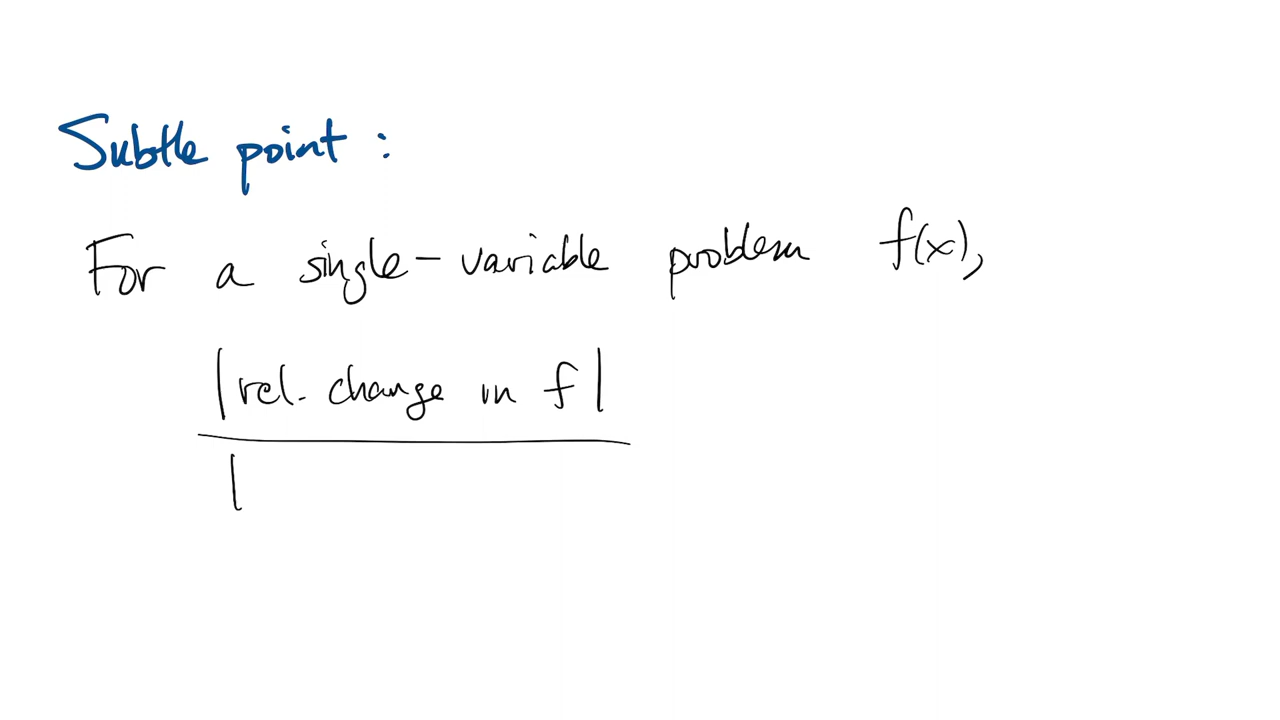 Subtle point :
For a single-variable problem f(x),
|rel. change in f|
|